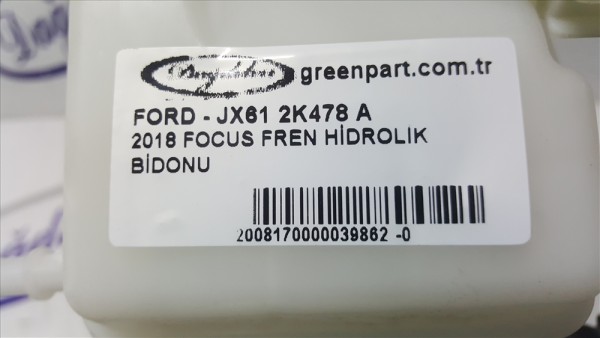 greenpart.com.tr
FORD - JX61 2K478 A
2018 FOCUS FREN HİDROLİK
BİDONU
2008170000039862 -0